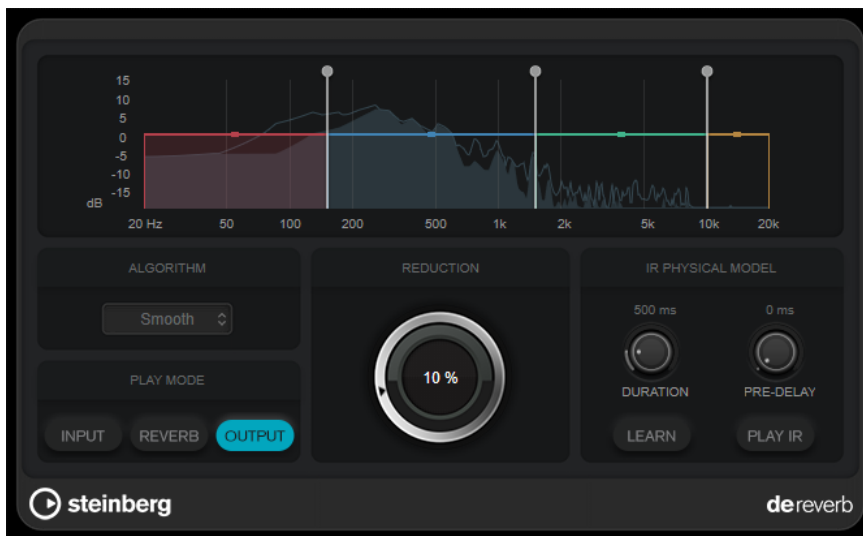 15
10
5
0
-5
-10
-15
dB
20 Hz 50 100 200 500 1k 2k 5k 10k 20k
ALGORITHM
Smooth
PLAY MODE
INPUT REVERB OUTPUT
REDUCTION
10 %
IR PHYSICAL MODEL
500 ms 0 ms
DURATION PRE-DELAY
LEARN PLAY IR
steinberg
dereverb